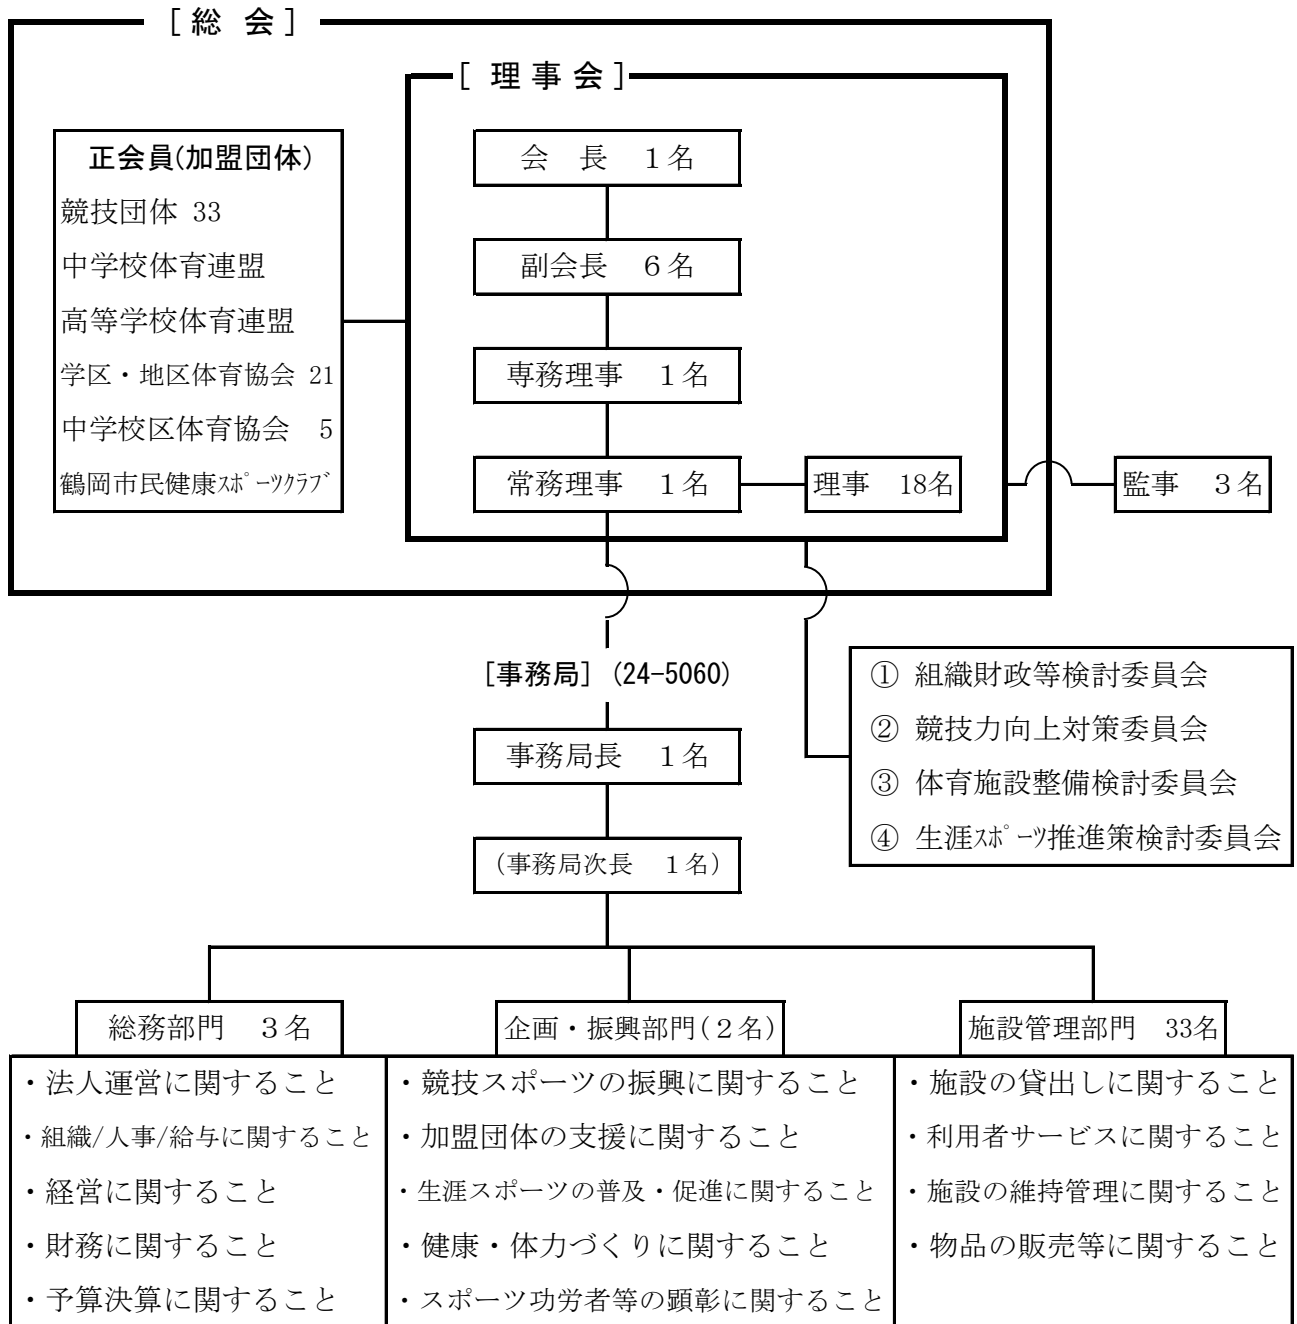 [総 会]
[理事会]
正会員(加盟団体)
競技団体 33
中学校体育連盟
高等学校体育連盟
学区・地区体育協会 21
中学校区体育協会 5
鶴岡市民健康ｽﾎﾟｰﾂｸﾗﾌﾞ
会 長 1名
副会長 6名
専務理事 1名
常務理事 1名
理事 18名
監事 3名
[事務局] (24-5060)
事務局長 1名
(事務局次長 1名)
① 組織財政等検討委員会
② 競技力向上対策委員会
③ 体育施設整備検討委員会
④ 生涯ｽﾎﾟｰﾂ推進策検討委員会
総務部門 3名
・法人運営に関すること
・組織/人事/給与に関すること
・経営に関すること
・財務に関すること
・予算決算に関すること
企画・振興部門(2名)
・競技スポーツの振興に関すること
・加盟団体の支援に関すること
・生涯スポーツの普及・促進に関すること
・健康・体力づくりに関すること
・スポーツ功労者等の顕彰に関すること
施設管理部門 33名
・施設の貸出しに関すること
・利用者サービスに関すること
・施設の維持管理に関すること
・物品の販売等に関すること